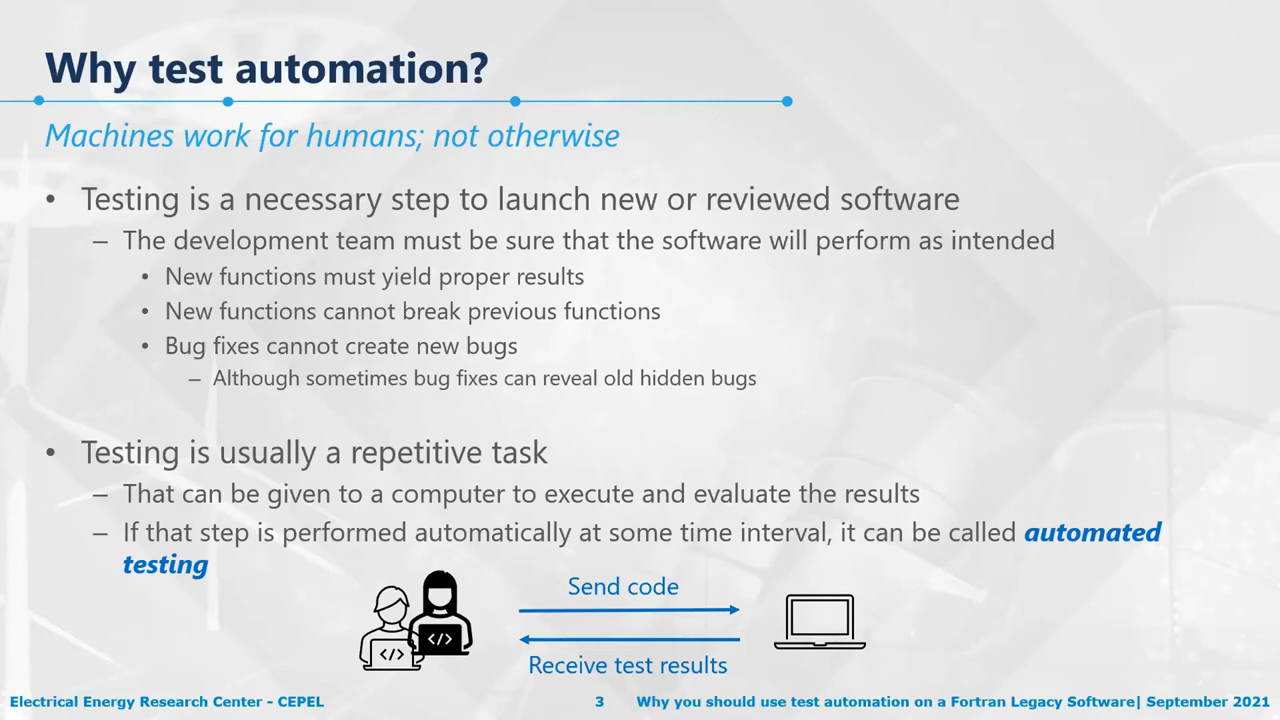 Why test automation?
Machines work for humans; not otherwise
• Testing is a necessary step to launch new or reviewed software
– The development team must be sure that the software will perform as intended
• New functions must yield proper results
• New functions cannot break previous functions
• Bug fixes cannot create new bugs
– Although sometimes bug fixes can reveal old hidden bugs
• Testing is usually a repetitive task
– That can be given to a computer to execute and evaluate the results
– If that step is performed automatically at some time interval, it can be called automated
testing
Send code
</>
</>
Receive test results
Electrical Energy Research Center - CEPEL
3
Why you should use test automation on a Fortran Legacy Software| September 2021